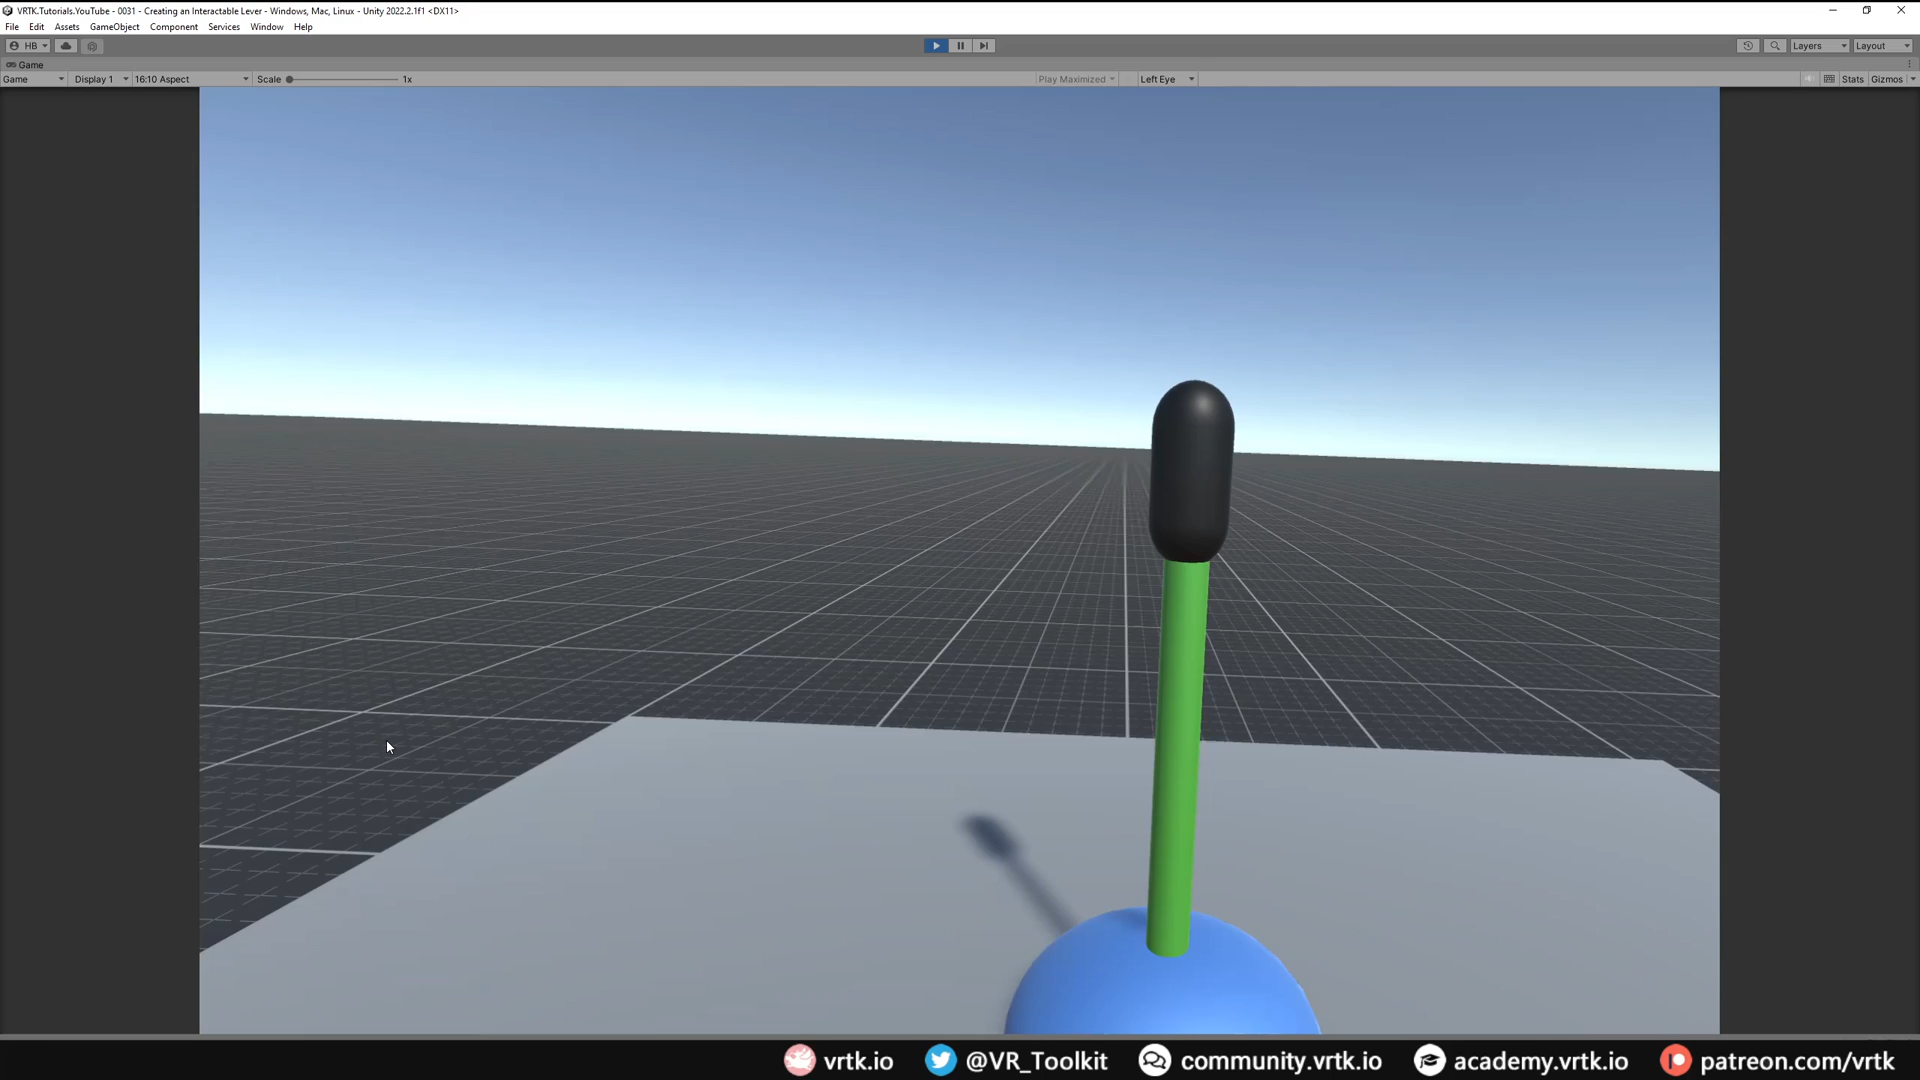 VRTK.Tutorials.YouTube - 0031 - Creating an Interactable Lever - Windows, Mac, Linux - Unity 2022.2.1f1 <DX11>
File Edit Assets GameObject Component Services Window Help
HB Layers Layout
Game
Game Display 1 16:10 Aspect Scale 1x Play Maximized Left Eye Stats Gizmos
vrtk.io @VR_Toolkit community.vrtk.io academy.vrtk.io patreon.com/vrtk